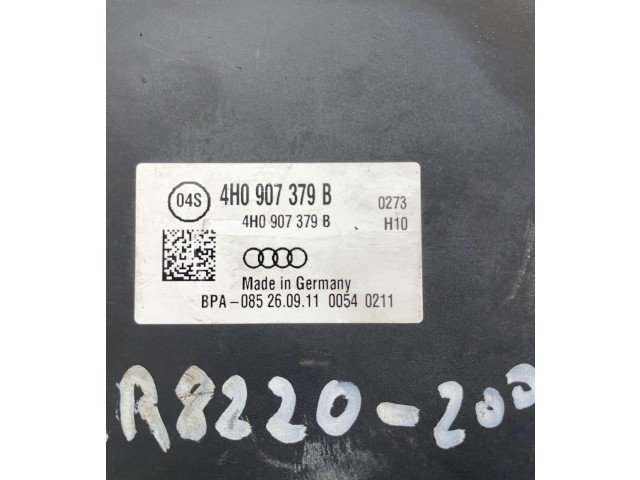 04S 4H0 907 379 B 0273
4H0 907 379 B H10
Made in Germany
BPA-085 26.09.11 0054 0211
R8220-200